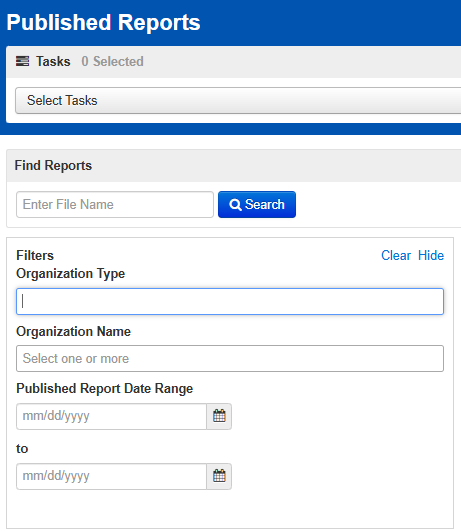 Published Reports
Tasks 0 Selected
Select Tasks
Find Reports
Enter File Name Search
Filters Clear Hide
Organization Type
Organization Name
Select one or more
Published Report Date Range
mm/dd/yyyy
to
mm/dd/yyyy